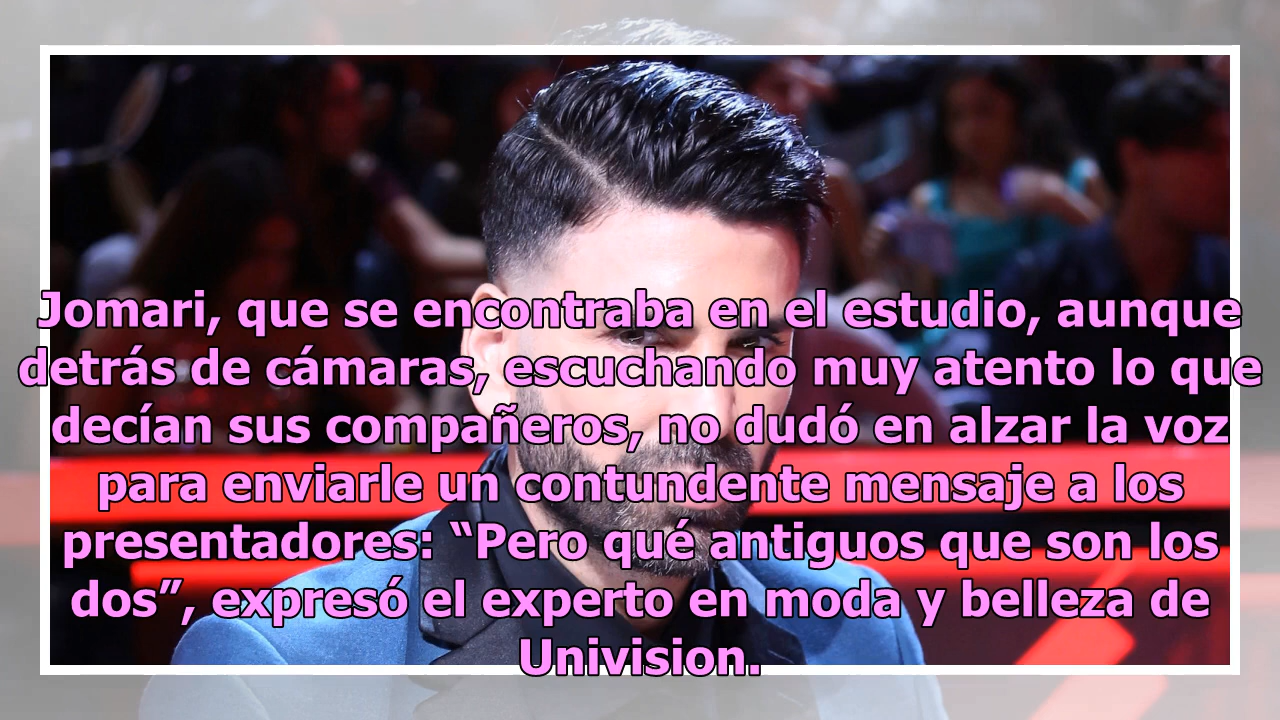 Jomari, que se encontraba en el estudio, aunque
detrás de cámaras, escuchando muy atento lo que
decían sus compañeros, no dudó en alzar la voz
para enviarle un contundente mensaje a los
presentadores: “Pero qué antiguos que son los
dos”, expresó el experto en moda y belleza de
Univision.